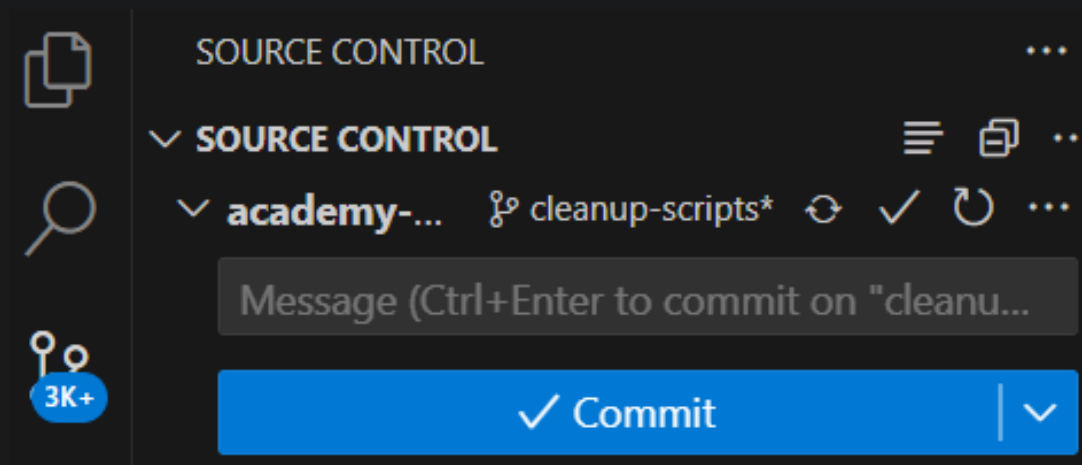 SOURCE CONTROL
SOURCE CONTROL
academy-... cleanup-scripts*
Message (Ctrl+Enter to commit on "cleanu...
3K+
Commit